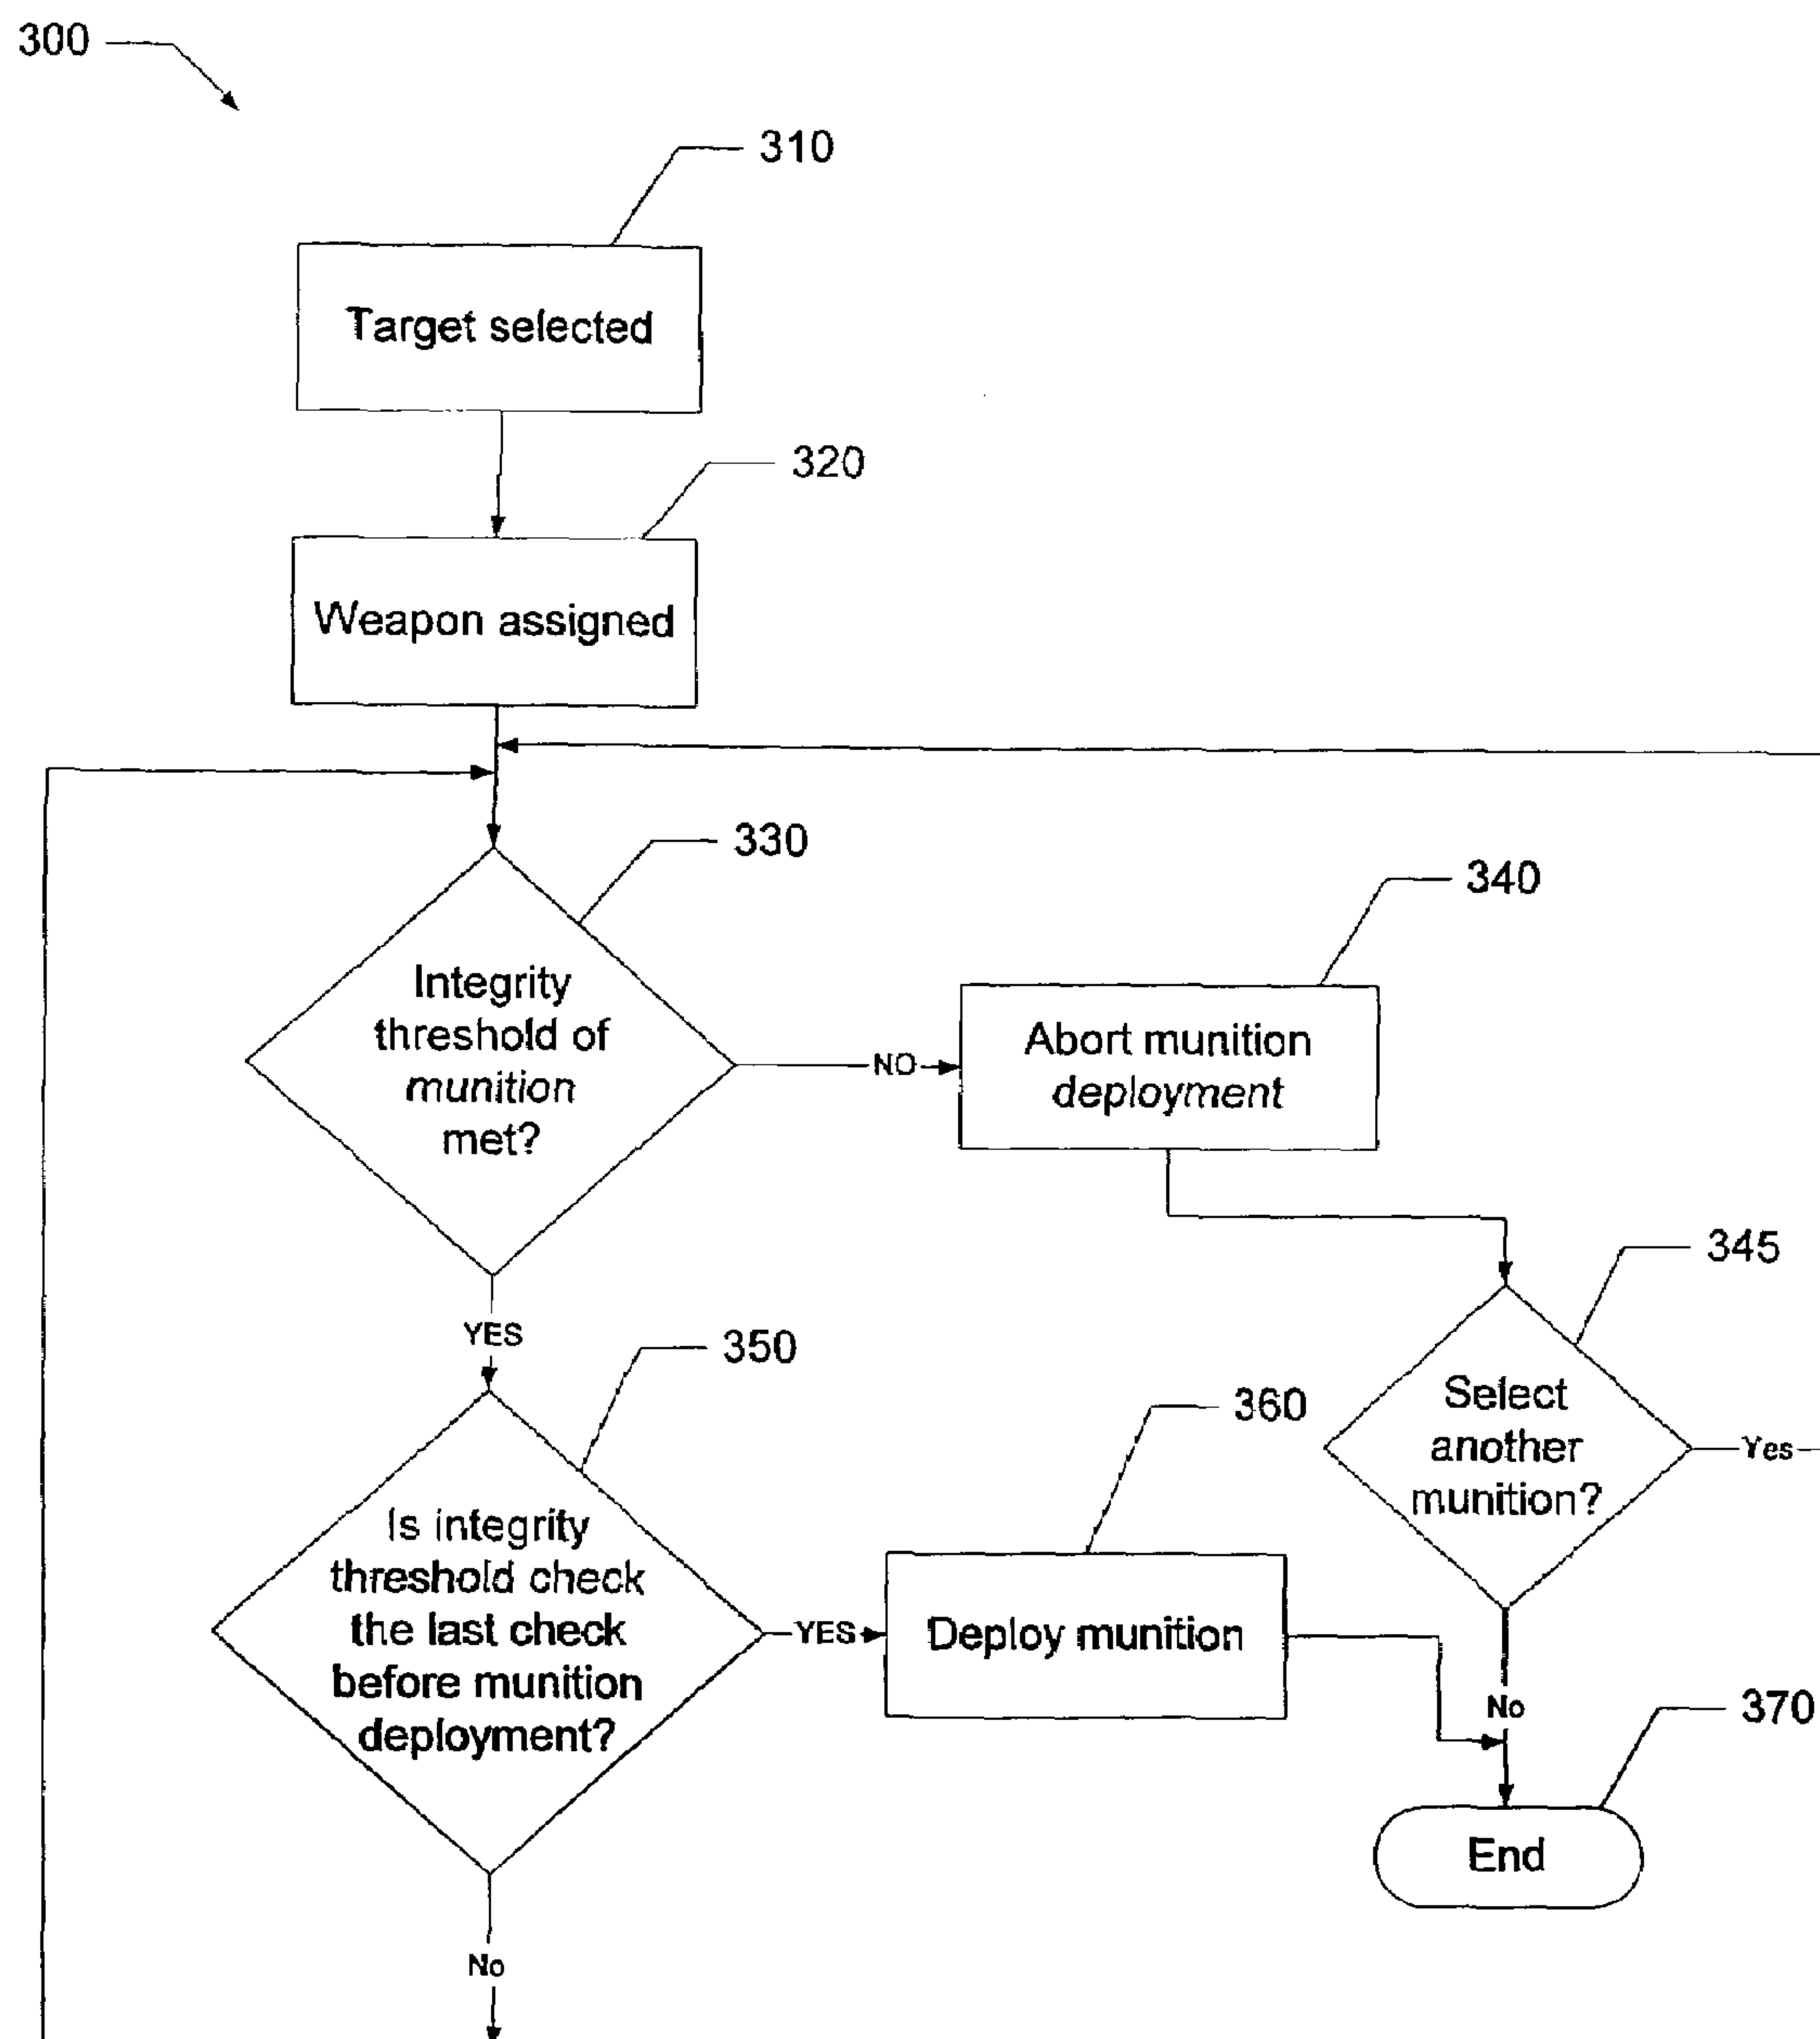 300
310
Target selected
320
Weapon assigned
330
Integrity
threshold of
munition
met?
NO
340
Abort munition
deployment
345
Select
another
munition?
Yes
YES
350
Is integrity
threshold check
the last check
before munition
deployment?
YES
360
Deploy munition
No
370
End
No